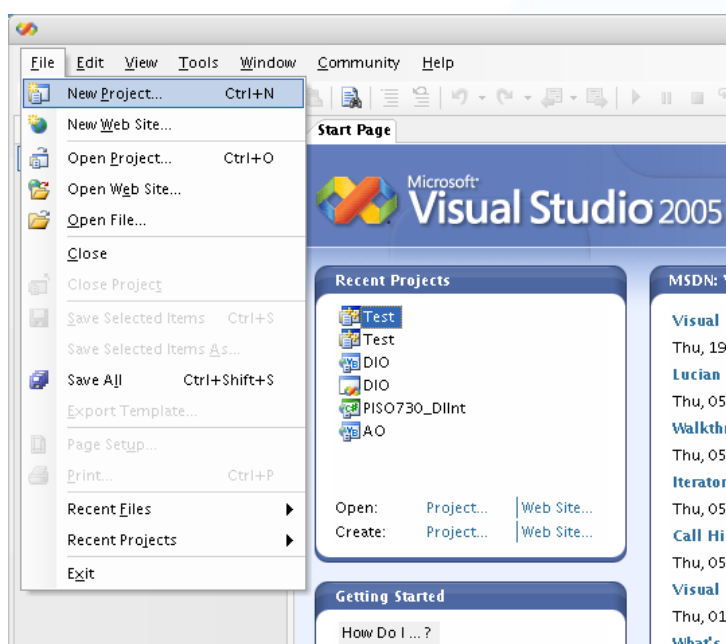 File Edit View Tools Window Community Help
New Project... Ctrl+N
New Web Site...
Open Project... Ctrl+O
Open Web Site...
Open File...
Close
Close Project
Save Selected Items Ctrl+S
Save Selected Items As...
Save All Ctrl+Shift+S
Export Template...
Page Setup...
Print... Ctrl+P
Recent Files
Recent Projects
Exit
Start Page
Microsoft
Visual Studio 2005
Recent Projects
Test
Test
DIO
DIO
PISO730_DIInt
AO
Open: Project... Web Site...
Create: Project... Web Site...
Getting Started
How Do I ... ?
MSDN:
Visual
Thu, 19
Lucian
Thu, 05
Thu, 05
Thu, 05
Call Hi
Thu, 05
Visual
Thu, 01
What's